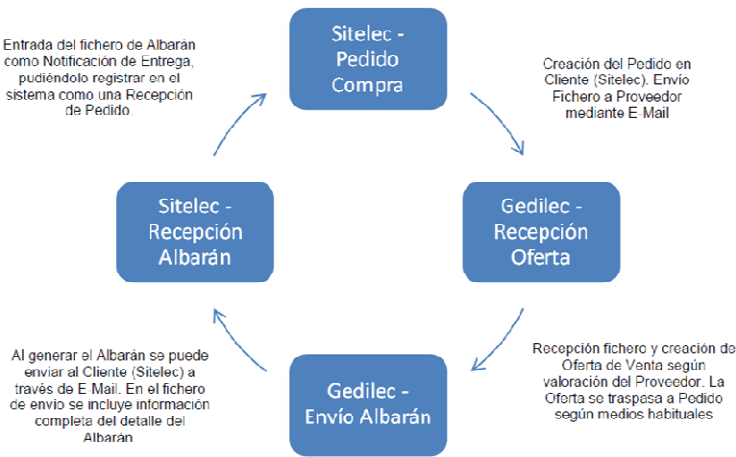 Sitelec -
Pedido
Compra
Creación del Pedido en
Cliente (Sitelec). Envío
Fichero a Proveedor
mediante E-Mail
Gedilec -
Recepción
Oferta
Recepción fichero y creación de
Oferta de Venta según
valoración del Proveedor. La
Oferta se traspasa a Pedido
según medios habituales
Gedilec -
Envío Albarán
Al generar el Albarán se puede
enviar al Cliente (Sitelec) a
través de E-Mail. En el fichero
de envío se incluye información
completa del detalle del
Albarán
Sitelec -
Recepción
Albarán
Entrada del fichero de Albarán
como Notificación de Entrega,
pudiéndolo registrar en el
sistema como una Recepción
de Pedido.